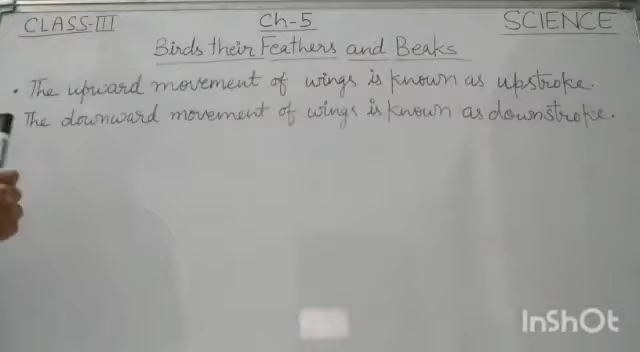 CLASS-III Ch-5 SCIENCE
Birds their Feathers and Beaks
• The upward movement of wings is known as upstroke.
The downward movement of wings is known as downstroke.
InShOt